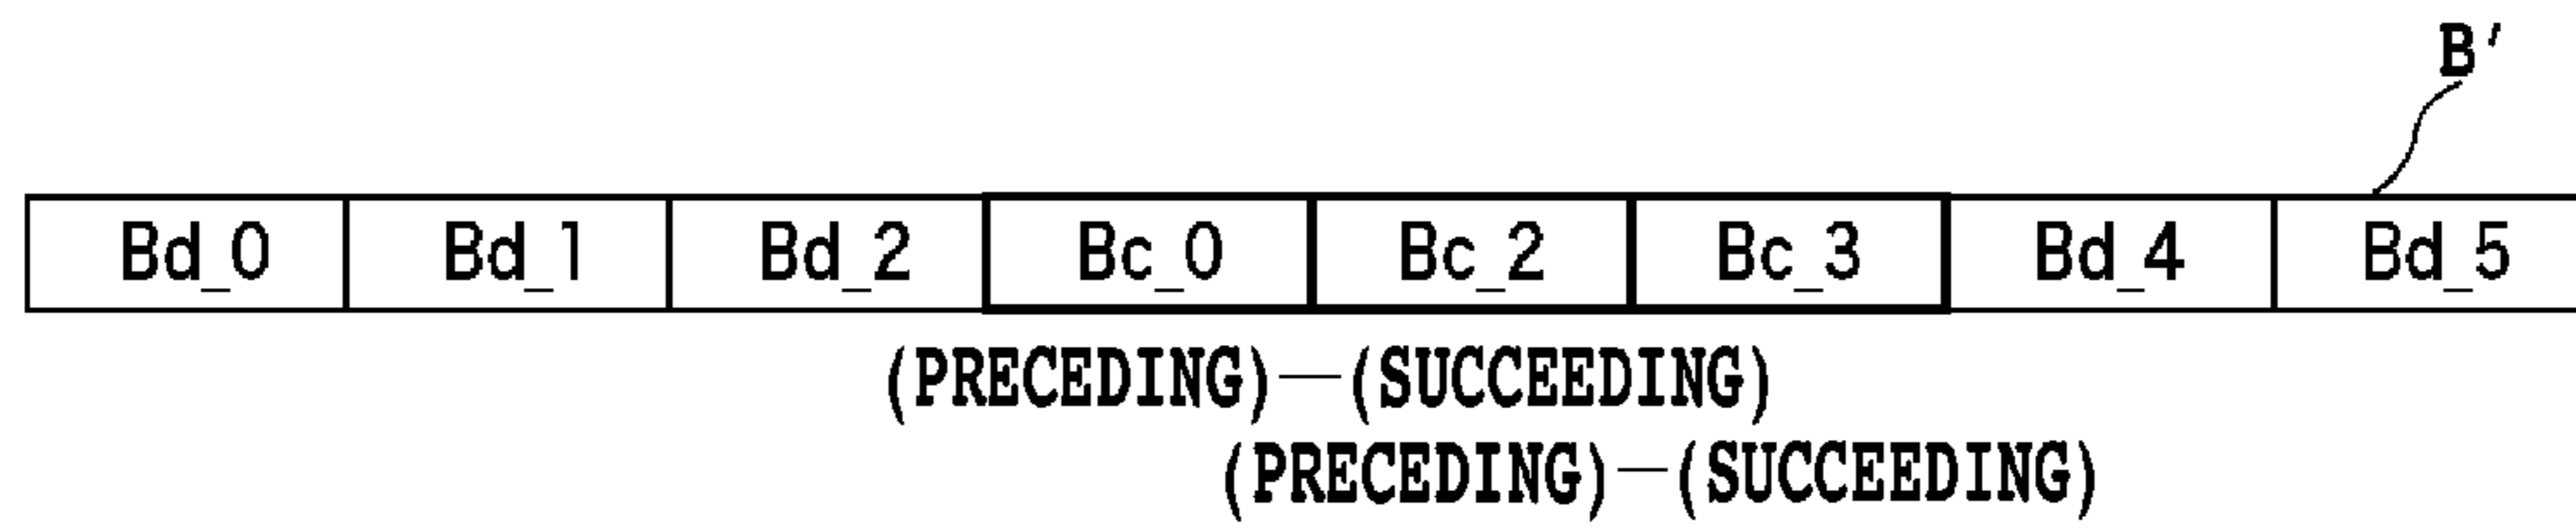 B′
Bd_0 Bd_1 Bd_2 Bc_0 Bc_2 Bc_3 Bd_4 Bd_5
(PRECEDING)—(SUCCEEDING)
(PRECEDING)—(SUCCEEDING)